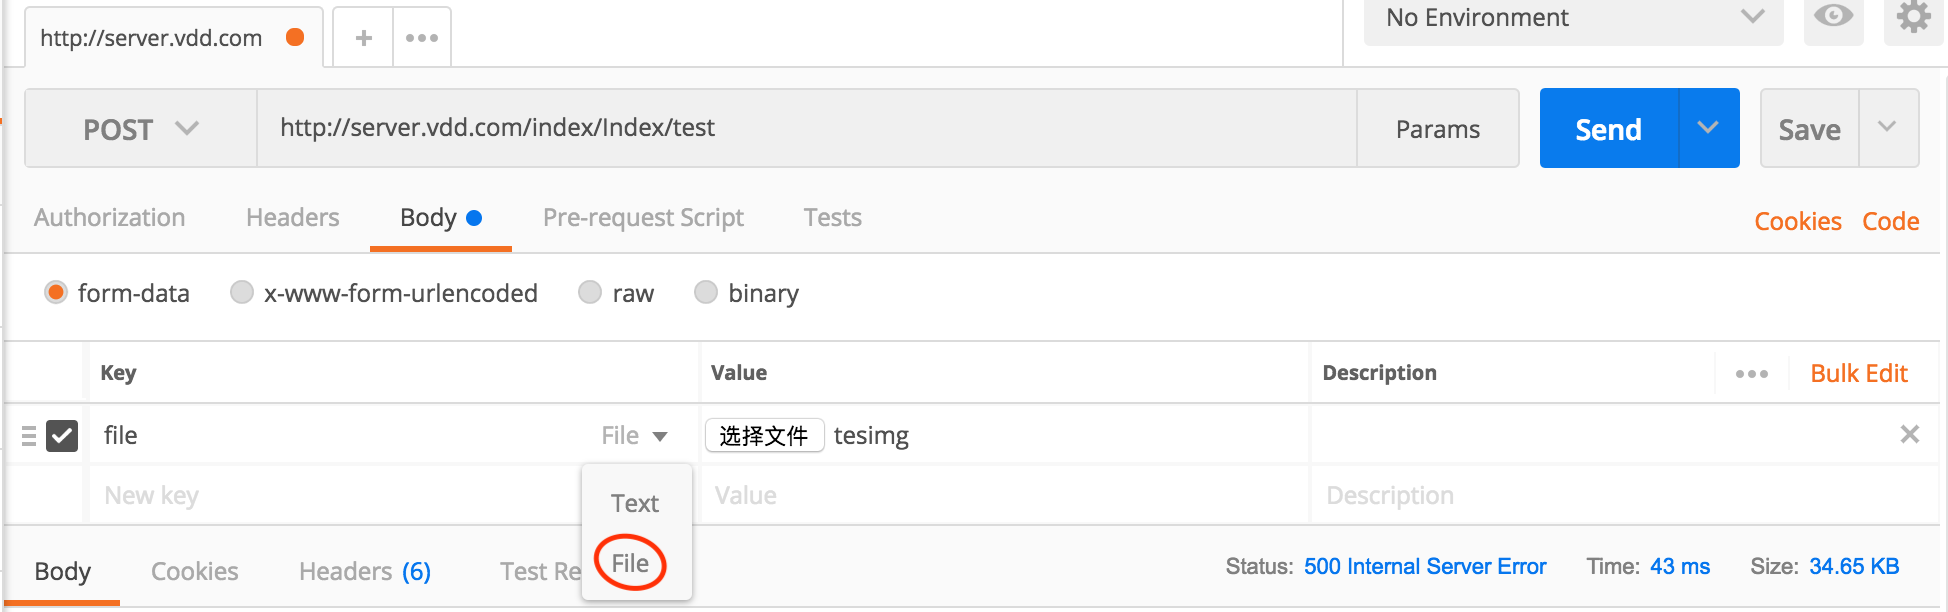 http://server.vdd.com
No Environment
POST http://server.vdd.com/index/Index/test Params Send Save
Authorization Headers Body Pre-request Script Tests Cookies Code
form-data x-www-form-urlencoded raw binary
Key Value Description Bulk Edit
file File 选择文件 tesimg
New key Value Description
Text
File
Body Cookies Headers (6) Test Re Status: 500 Internal Server Error Time: 43 ms Size: 34.65 KB